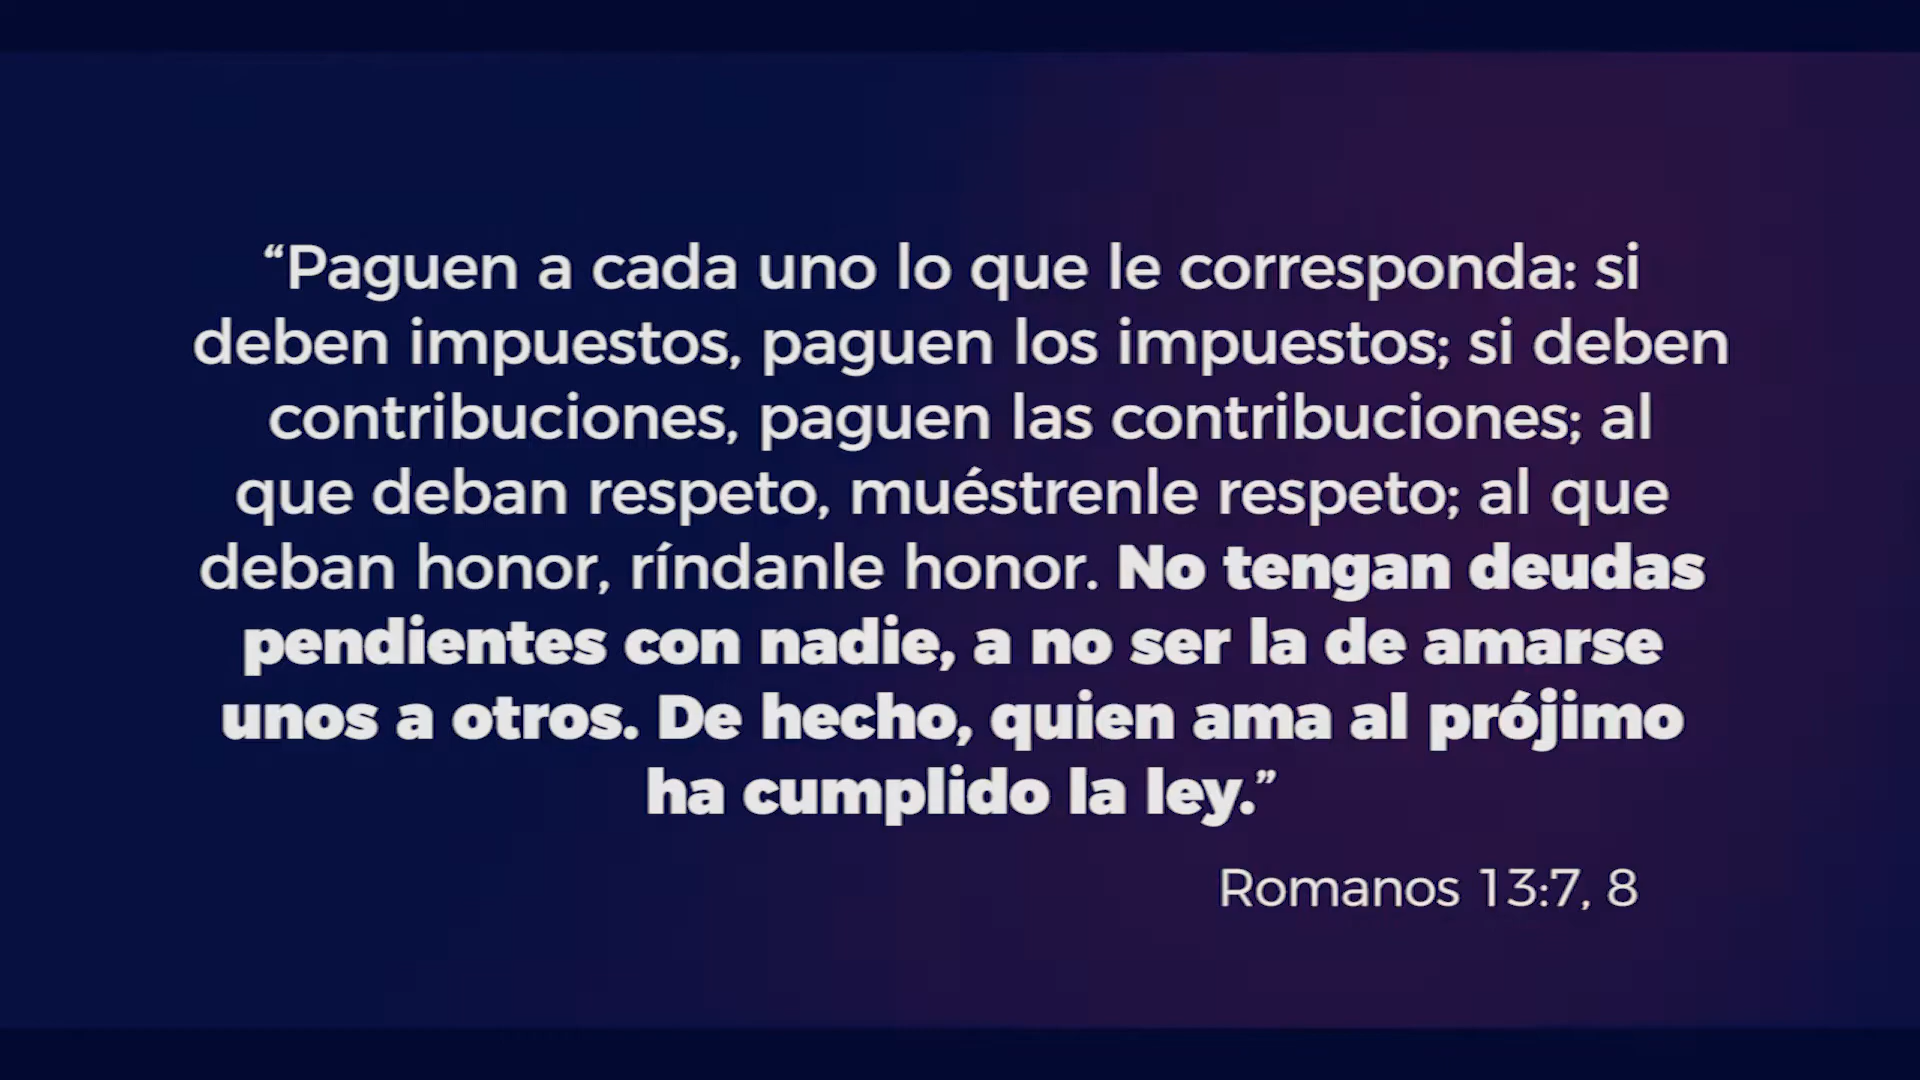 “Paguen a cada uno lo que le corresponda: si
deben impuestos, paguen los impuestos; si deben
contribuciones, paguen las contribuciones; al
que deban respeto, muéstrenle respeto; al que
deban honor, ríndanle honor. No tengan deudas
pendientes con nadie, a no ser la de amarse
unos a otros. De hecho, quien ama al prójimo
ha cumplido la ley.”
Romanos 13:7, 8